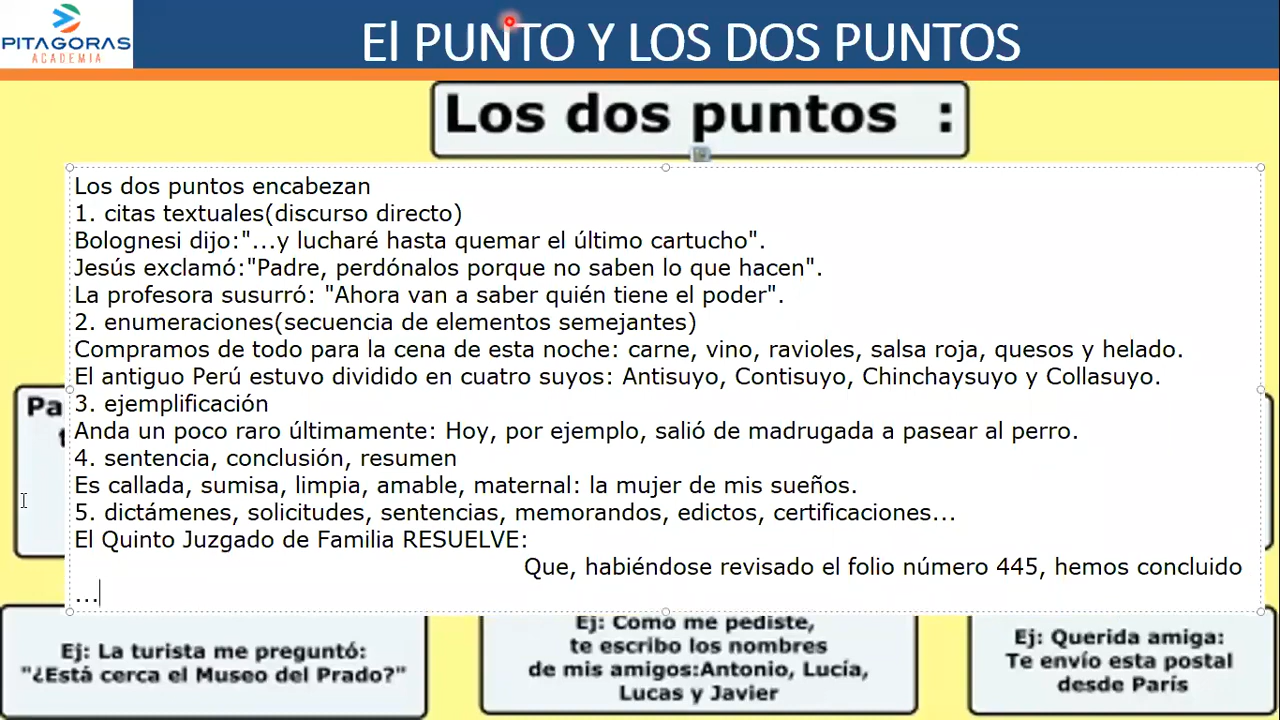 PITAGORAS
ACADEMIA
El PUNTO Y LOS DOS PUNTOS
Los dos puntos :
Los dos puntos encabezan
1. citas textuales(discurso directo)
Bolognesi dijo:"...y lucharé hasta quemar el último cartucho".
Jesús exclamó:"Padre, perdónalos porque no saben lo que hacen".
La profesora susurró: "Ahora van a saber quién tiene el poder".
2. enumeraciones(secuencia de elementos semejantes)
Compramos de todo para la cena de esta noche: carne, vino, ravioles, salsa roja, quesos y helado.
El antiguo Perú estuvo dividido en cuatro suyos: Antisuyo, Contisuyo, Chinchaysuyo y Collasuyo.
3. ejemplificación
Anda un poco raro últimamente: Hoy, por ejemplo, salió de madrugada a pasear al perro.
4. sentencia, conclusión, resumen
Es callada, sumisa, limpia, amable, maternal: la mujer de mis sueños.
5. dictámenes, solicitudes, sentencias, memorandos, edictos, certificaciones...
El Quinto Juzgado de Familia RESUELVE:
Que, habiéndose revisado el folio número 445, hemos concluido
...
Ej: La turista me preguntó:
"¿Está cerca el Museo del Prado?"
Ej: Como me pediste,
te escribo los nombres
de mis amigos:Antonio, Lucía,
Lucas y Javier
Ej: Querida amiga:
Te envío esta postal
desde París